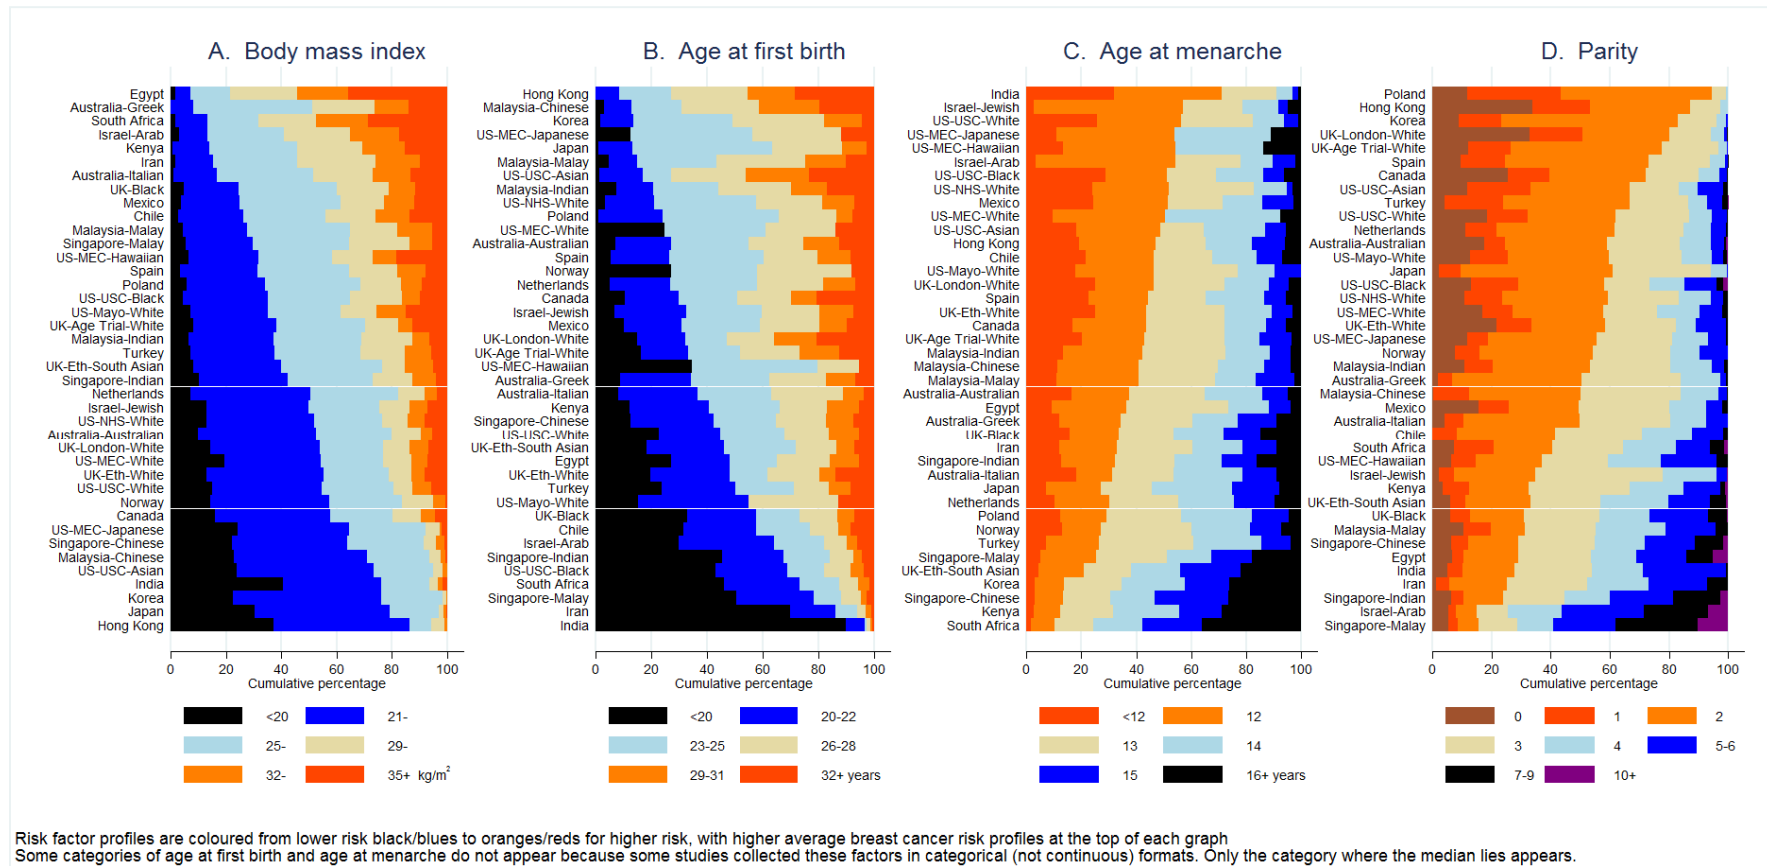 A. Body mass index
Egypt
Australia-Greek
South Africa
Israel-Arab
Kenya
Iran
Australia-Italian
UK-Black
Mexico
Chile
Malaysia-Malay
Singapore-Malay
US-MEC-Hawaiian
Spain
Poland
US-USC-Black
US-Mayo-White
UK-Age Trial-White
Malaysia-Indian
Turkey
UK-Eth-South Asian
Singapore-Indian
Netherlands
Israel-Jewish
US-NHS-White
Australia-Australian
UK-London-White
US-MEC-White
UK-Eth-White
US-USC-White
Norway
Canada
US-MEC-Japanese
Singapore-Chinese
Malaysia-Chinese
US-USC-Asian
India
Korea
Japan
Hong Kong
0 20 40 60 80 100
Cumulative percentage
<20 21-
25- 29-
32- 35+ kg/m²
B. Age at first birth
Hong Kong
Malaysia-Chinese
Korea
US-MEC-Japanese
Japan
Malaysia-Malay
US-USC-Asian
Malaysia-Indian
US-NHS-White
Poland
US-MEC-White
Australia-Australian
Spain
Norway
Netherlands
Canada
Israel-Jewish
Mexico
UK-London-White
UK-Age Trial-White
US-MEC-Hawaiian
Australia-Greek
Australia-Italian
Kenya
Singapore-Chinese
US-USC-White
UK-Eth-South Asian
Egypt
UK-Eth-White
Turkey
US-Mayo-White
UK-Black
Chile
Israel-Arab
Singapore-Indian
US-USC-Black
South Africa
Singapore-Malay
Iran
India
0 20 40 60 80 100
Cumulative percentage
<20 20-22
23-25 26-28
29-31 32+ years
C. Age at menarche
India
Israel-Jewish
US-USC-White
US-MEC-Japanese
US-MEC-Hawaiian
Israel-Arab
US-USC-Black
US-NHS-White
Mexico
US-MEC-White
US-USC-Asian
Hong Kong
Chile
US-Mayo-White
UK-London-White
Spain
UK-Eth-White
Canada
UK-Age Trial-White
Malaysia-Indian
Malaysia-Chinese
Malaysia-Malay
Australia-Australian
Egypt
Australia-Greek
UK-Black
Iran
Singapore-Indian
Australia-Italian
Japan
Netherlands
Poland
Norway
Turkey
Singapore-Malay
UK-Eth-South Asian
Korea
Singapore-Chinese
Kenya
South Africa
0 20 40 60 80 100
Cumulative percentage
<12 12
13 14
15 16+ years
D. Parity
Poland
Hong Kong
Korea
UK-London-White
UK-Age Trial-White
Spain
Canada
US-USC-Asian
Turkey
US-USC-White
Netherlands
Australia-Australian
US-Mayo-White
Japan
US-USC-Black
US-NHS-White
US-MEC-White
UK-Eth-White
US-MEC-Japanese
Norway
Malaysia-Indian
Australia-Greek
Malaysia-Chinese
Mexico
Australia-Italian
Chile
South Africa
US-MEC-Hawaiian
Israel-Jewish
Kenya
UK-Eth-South Asian
UK-Black
Malaysia-Malay
Singapore-Chinese
Egypt
India
Iran
Singapore-Indian
Israel-Arab
Singapore-Malay
0 20 40 60 80 100
Cumulative percentage
0 1 2
3 4 5-6
7-9 10+
Risk factor profiles are coloured from lower risk black/blues to oranges/reds for higher risk, with higher average breast cancer risk profiles at the top of each graph
Some categories of age at first birth and age at menarche do not appear because some studies collected these factors in categorical (not continuous) formats. Only the category where the median lies appears.